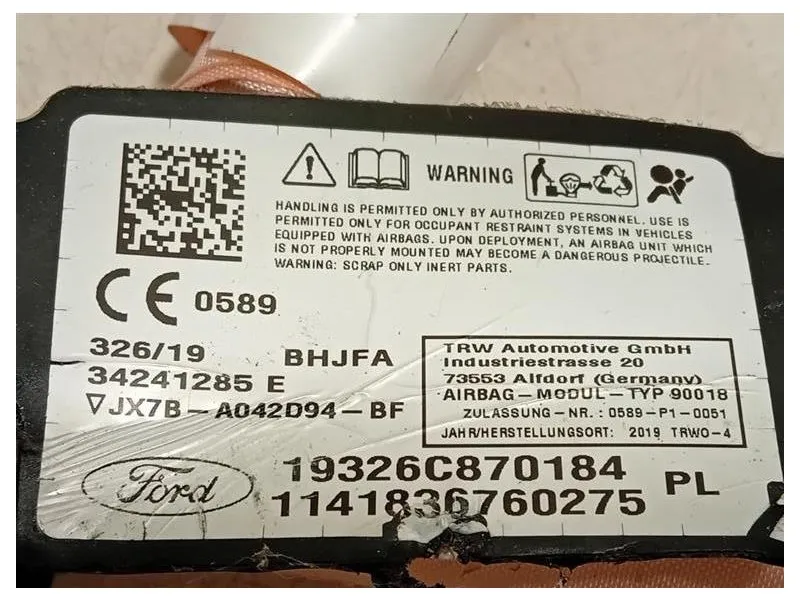 WARNING
HANDLING IS PERMITTED ONLY BY AUTHORIZED PERSONNEL. USE IS
PERMITTED ONLY FOR OCCUPANT RESTRAINT SYSTEMS IN VEHICLES
EQUIPPED WITH AIRBAGS. UPON DEPLOYMENT, AN AIRBAG UNIT WHICH
IS NOT PROPERLY MOUNTED MAY BECOME A DANGEROUS PROJECTILE.
WARNING: SCRAP ONLY INERT PARTS.
CE 0589
326/19 BHJFA
34241285 E
▽JX7B-A042D94-BF
TRW Automotive GmbH
Industriestrasse 20
73553 Alfdorf (Germany)
AIRBAG-MODUL-TYP 90018
ZULASSUNG-NR.: 0589-P1-0051
JAHR/HERSTELLUNGSORT: 2019 TRWO-4
Ford
19326C870184
1141836760275 PL